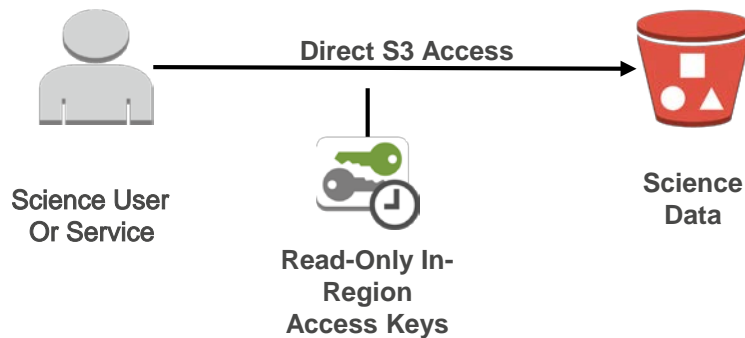 Direct S3 Access
Science User
Or Service
Read-Only In-
Region
Access Keys
Science
Data